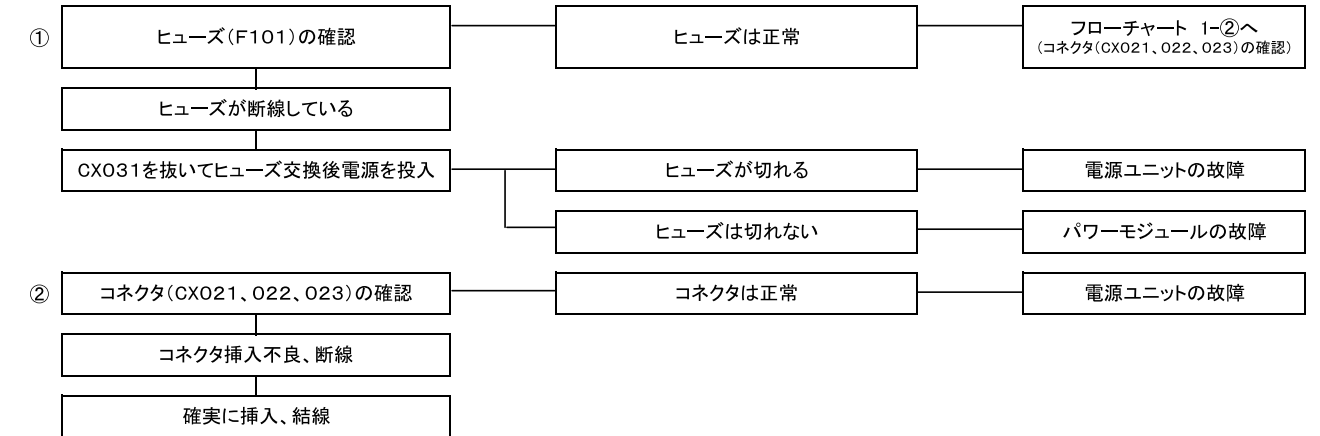 ① ヒューズ(F101)の確認 ヒューズは正常 フローチャート 1-②へ
(コネクタ(CX021、022、023)の確認)
ヒューズが断線している
CX031を抜いてヒューズ交換後電源を投入 ヒューズが切れる 電源ユニットの故障
ヒューズは切れない パワーモジュールの故障
② コネクタ(CX021、022、023)の確認 コネクタは正常 電源ユニットの故障
コネクタ挿入不良、断線
確実に挿入、結線